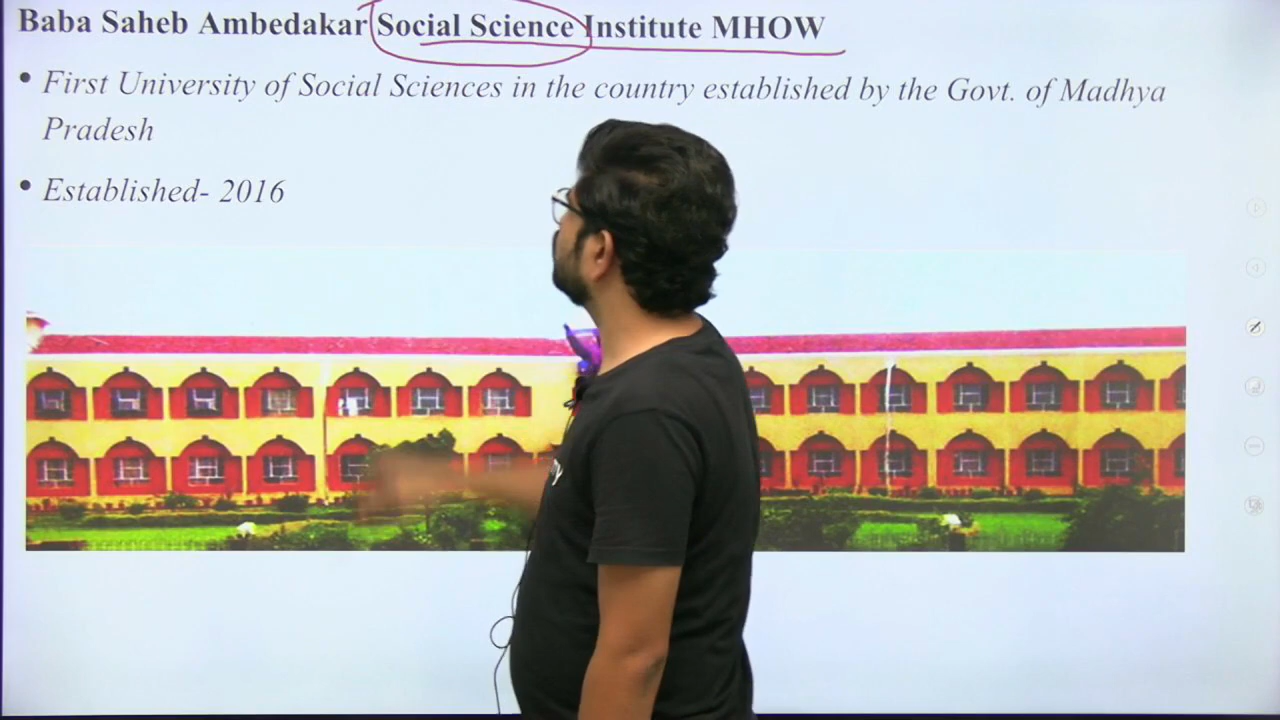 Baba Saheb Ambedakar Social Science Institute MHOW
• First University of Social Sciences in the country established by the Govt. of Madhya
Pradesh
• Established- 2016